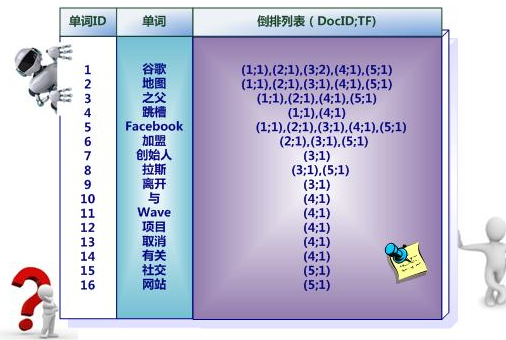 单词ID 单词 倒排列表（DocID;TF)
1 谷歌 (1;1),(2;1),(3;2),(4;1),(5;1)
2 地图 (1;1),(2;1),(3;1),(4;1),(5;1)
3 之父 (1;1),(2;1),(4;1),(5;1)
4 跳槽 (1;1),(4;1)
5 Facebook (1;1),(2;1),(3;1),(4;1),(5;1)
6 加盟 (2;1),(3;1),(5;1)
7 创始人 (3;1)
8 拉斯 (3;1),(5;1)
9 离开 (3;1)
10 与 (4;1)
11 Wave (4;1)
12 项目 (4;1)
13 取消 (4;1)
14 有关 (4;1)
15 社交 (5;1)
16 网站 (5;1)